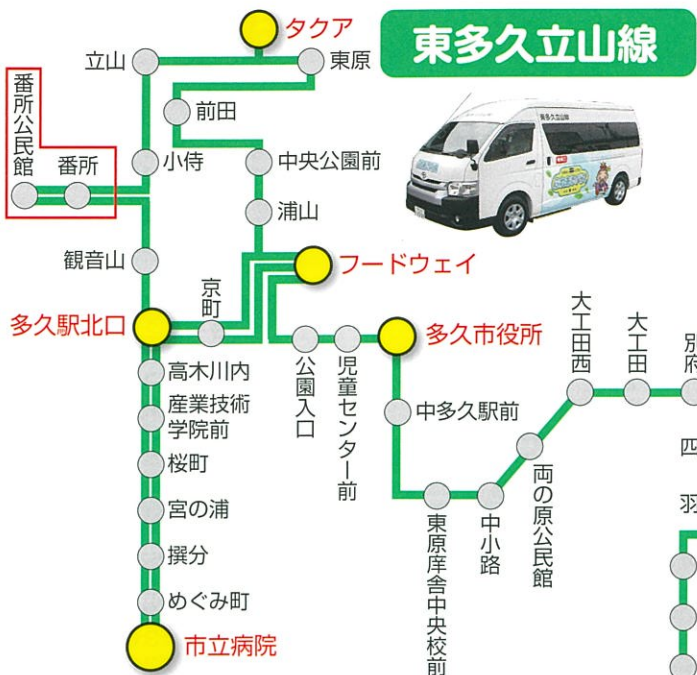 東多久立山線
タクア
立山
東原
前田
番所公民館
番所
小侍
中央公園前
浦山
観音山
フードウェイ
京町
多久駅北口
多久市役所
大工田西
大工田
別府
高木川内
公園入口
児童センター前
産業技術
学院前
中多久駅前
桜町
両の原公民館
四
宮の浦
羽
東原庠舎中央校前
中小路
撰分
めぐみ町
市立病院